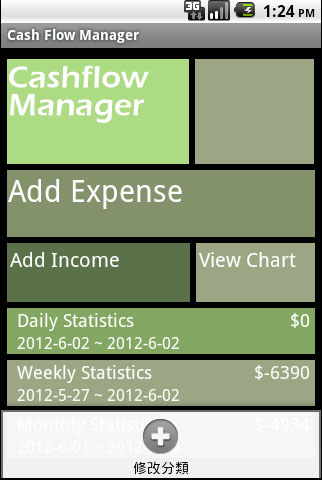 3G 1:24 PM
Cash Flow Manager
Cashflow
Manager
Add Expense
Add Income
View Chart
Daily Statistics $0
2012-6-02 ~ 2012-6-02
Weekly Statistics $-6390
2012-5-27 ~ 2012-6-02
Monthly Statistics $-4934
2012-6-01 ~ 2012-6-
修改分類